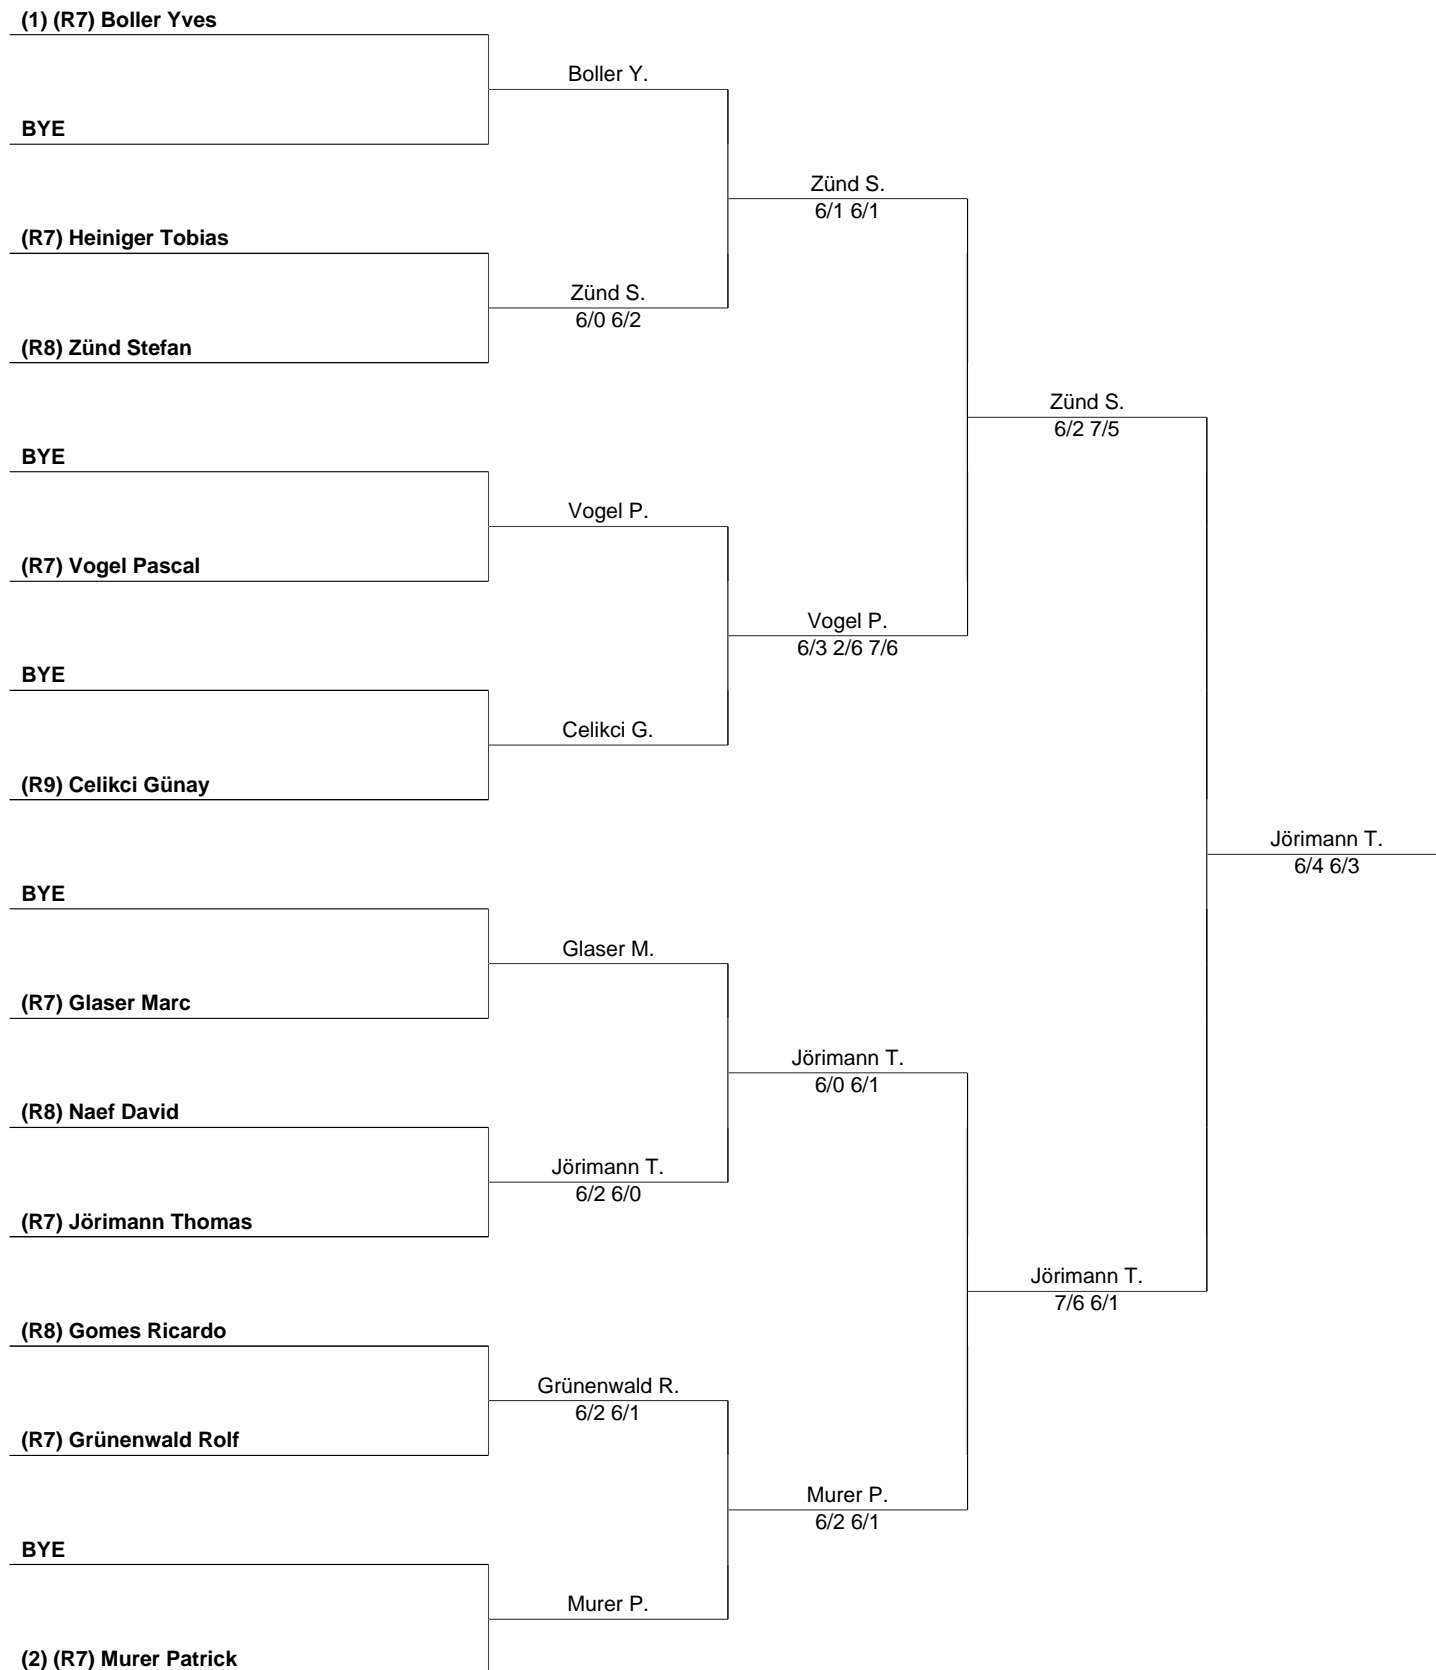 (1) (R7) Boller Yves
Boller Y.
BYE
Zünd S.
6/1 6/1
(R7) Heiniger Tobias
Zünd S.
6/0 6/2
(R8) Zünd Stefan
Zünd S.
6/2 7/5
BYE
Vogel P.
(R7) Vogel Pascal
Vogel P.
6/3 2/6 7/6
BYE
Celikci G.
(R9) Celikci Günay
Jörimann T.
6/4 6/3
BYE
Glaser M.
(R7) Glaser Marc
Jörimann T.
6/0 6/1
(R8) Naef David
Jörimann T.
6/2 6/0
(R7) Jörimann Thomas
Jörimann T.
7/6 6/1
(R8) Gomes Ricardo
Grünenwald R.
6/2 6/1
(R7) Grünenwald Rolf
Murer P.
6/2 6/1
BYE
Murer P.
(2) (R7) Murer Patrick